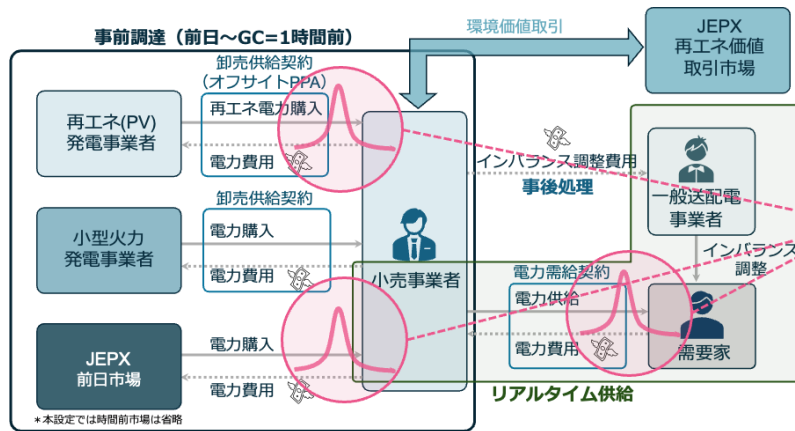 事前調達（前日～GC=1時間前）
環境価値取引
JEPX
再エネ価値
取引市場
卸売供給契約
（オフサイトPPA）
再エネ(PV)
発電事業者
再エネ電力購入
電力費用
インバランス調整費用
事後処理
一般送配電
事業者
卸売供給契約
小型火力
発電事業者
電力購入
電力費用
小売事業者
インバランス
調整
電力需給契約
電力供給
電力費用
需要家
JEPX
前日市場
電力購入
電力費用
リアルタイム供給
＊本設定では時間前市場は省略